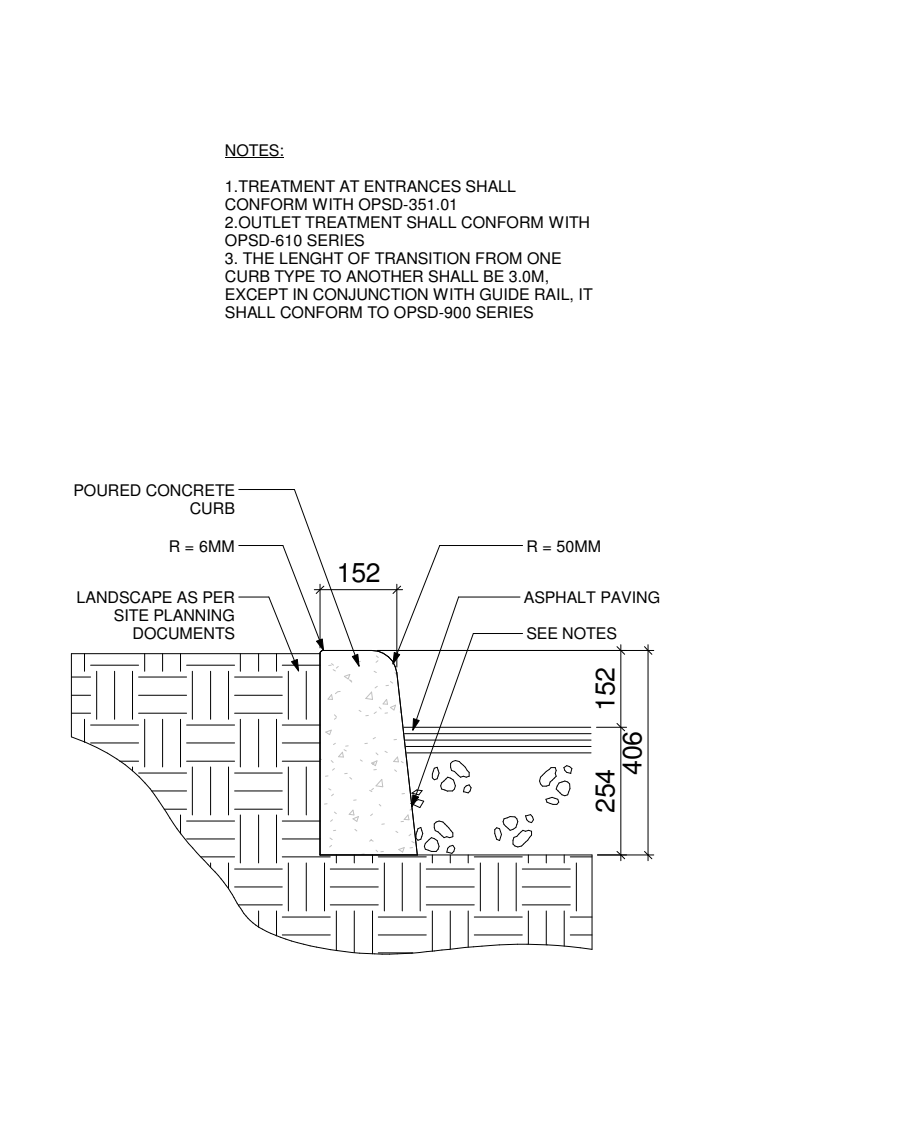 NOTES:
1.TREATMENT AT ENTRANCES SHALL
CONFORM WITH OPSD-351.01
2.OUTLET TREATMENT SHALL CONFORM WITH
OPSD-610 SERIES
3. THE LENGHT OF TRANSITION FROM ONE
CURB TYPE TO ANOTHER SHALL BE 3.0M,
EXCEPT IN CONJUNCTION WITH GUIDE RAIL, IT
SHALL CONFORM TO OPSD-900 SERIES
POURED CONCRETE
CURB
R = 6MM
R = 50MM
152
LANDSCAPE AS PER
SITE PLANNING
DOCUMENTS
ASPHALT PAVING
SEE NOTES
152
406
254